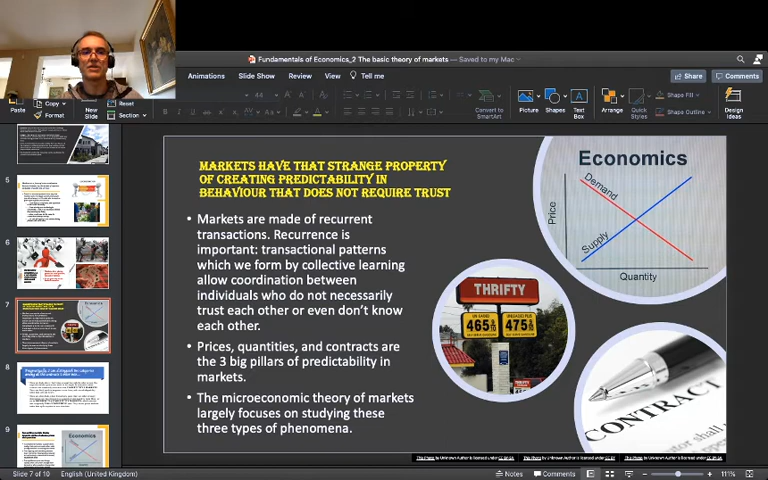 Fundamentals of Economics_2 The basic theory of markets — Saved to my Mac
Animations Slide Show Review View Tell me
Share Comments
Paste
Copy
Format
New
Slide
Reset
Section
44
Convert to
SmartArt
Picture
Shapes
Text
Box
Arrange
Quick
Styles
Shape Fill
Shape Outline
Design
Ideas
5
6
7
8
9
MARKETS HAVE THAT STRANGE PROPERTY
OF CREATING PREDICTABILITY IN
BEHAVIOUR THAT DOES NOT REQUIRE TRUST
• Markets are made of recurrent
transactions. Recurrence is
important: transactional patterns
which we form by collective learning
allow coordination between
individuals who do not necessarily
trust each other or even don't know
each other.
• Prices, quantities, and contracts are
the 3 big pillars of predictability in
markets.
• The microeconomic theory of markets
largely focuses on studying these
three types of phenomena.
Economics
Demand
Price
Supply
Quantity
THRIFTY
465 475
CONTRACT
Economics
Slide 7 of 10 English (United Kingdom)
Notes Comments 111%